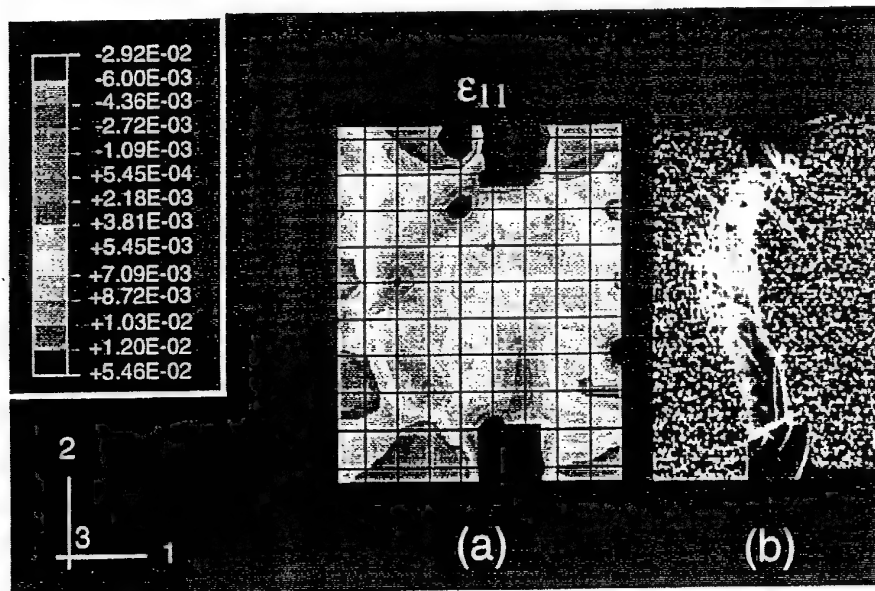 -2.92E-02
-6.00E-03
-4.36E-03
-2.72E-03
-1.09E-03
+5.45E-04
+2.18E-03
+3.81E-03
+5.45E-03
+7.09E-03
+8.72E-03
+1.03E-02
+1.20E-02
+5.46E-02
ε11
2
3
1
(a)
(b)